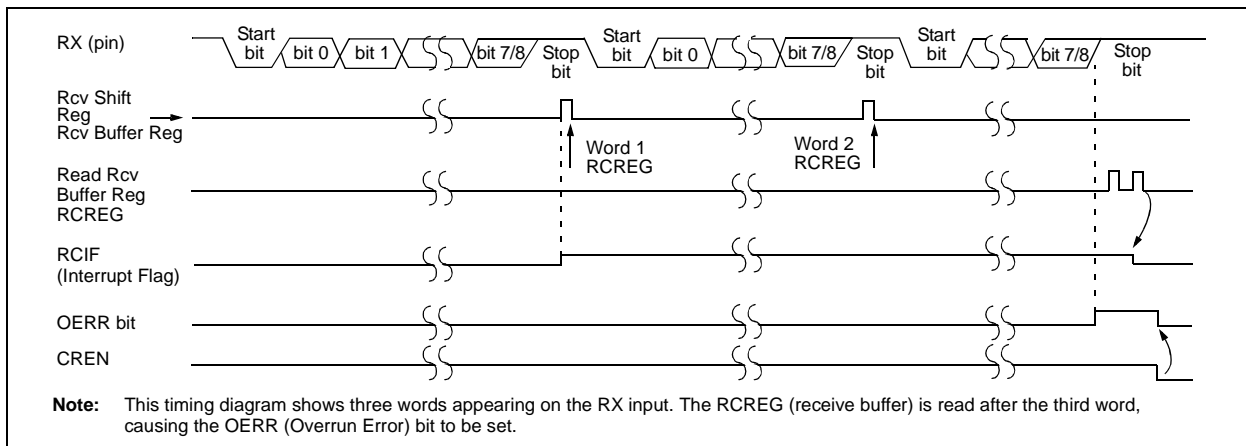 RX (pin)
Start
bit
bit 0
bit 1
bit 7/8
Stop
bit
Start
bit
bit 0
bit 7/8
Stop
bit
Start
bit
bit 7/8
Stop
bit
Rcv Shift
Reg
Rcv Buffer Reg
Word 1
RCREG
Word 2
RCREG
Read Rcv
Buffer Reg
RCREG
RCIF
(Interrupt Flag)
OERR bit
CREN
Note: This timing diagram shows three words appearing on the RX input. The RCREG (receive buffer) is read after the third word,
causing the OERR (Overrun Error) bit to be set.